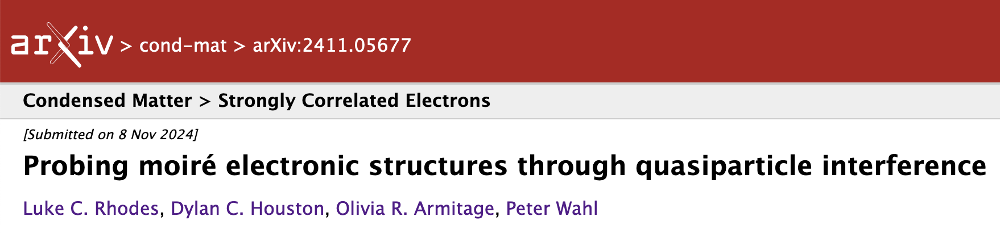 arXiv > cond-mat > arXiv:2411.05677
Condensed Matter > Strongly Correlated Electrons
[Submitted on 8 Nov 2024]
Probing moiré electronic structures through quasiparticle interference
Luke C. Rhodes, Dylan C. Houston, Olivia R. Armitage, Peter Wahl